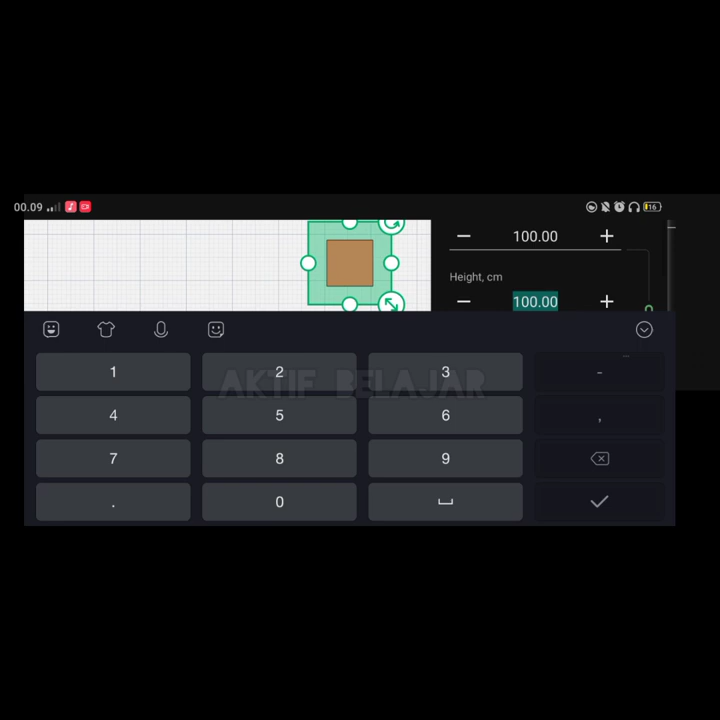 00.09 16
100.00
Height, cm
100.00
1 2 3 -
AKTIF BELAJAR
4 5 6 ,
7 8 9
. 0